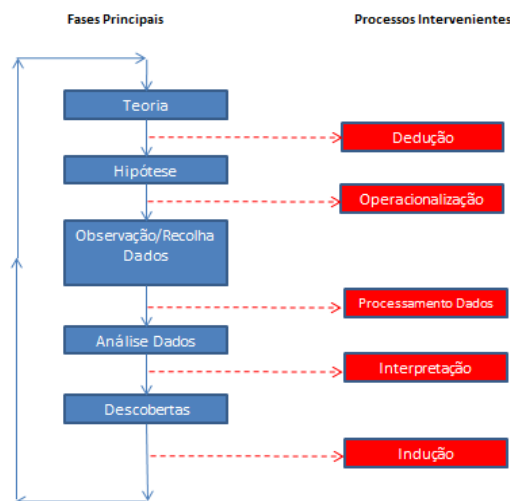 Fases Principais
Processos Intervenientes
Teoria
Dedução
Hipótese
Operacionalização
Observação/Recolha
Dados
Processamento Dados
Análise Dados
Interpretação
Descobertas
Indução